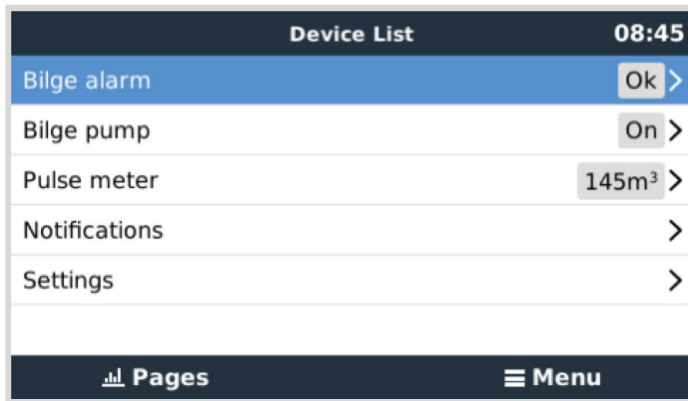 Device List 08:45
Bilge alarm Ok
Bilge pump On
Pulse meter 145m³
Notifications
Settings
Pages Menu